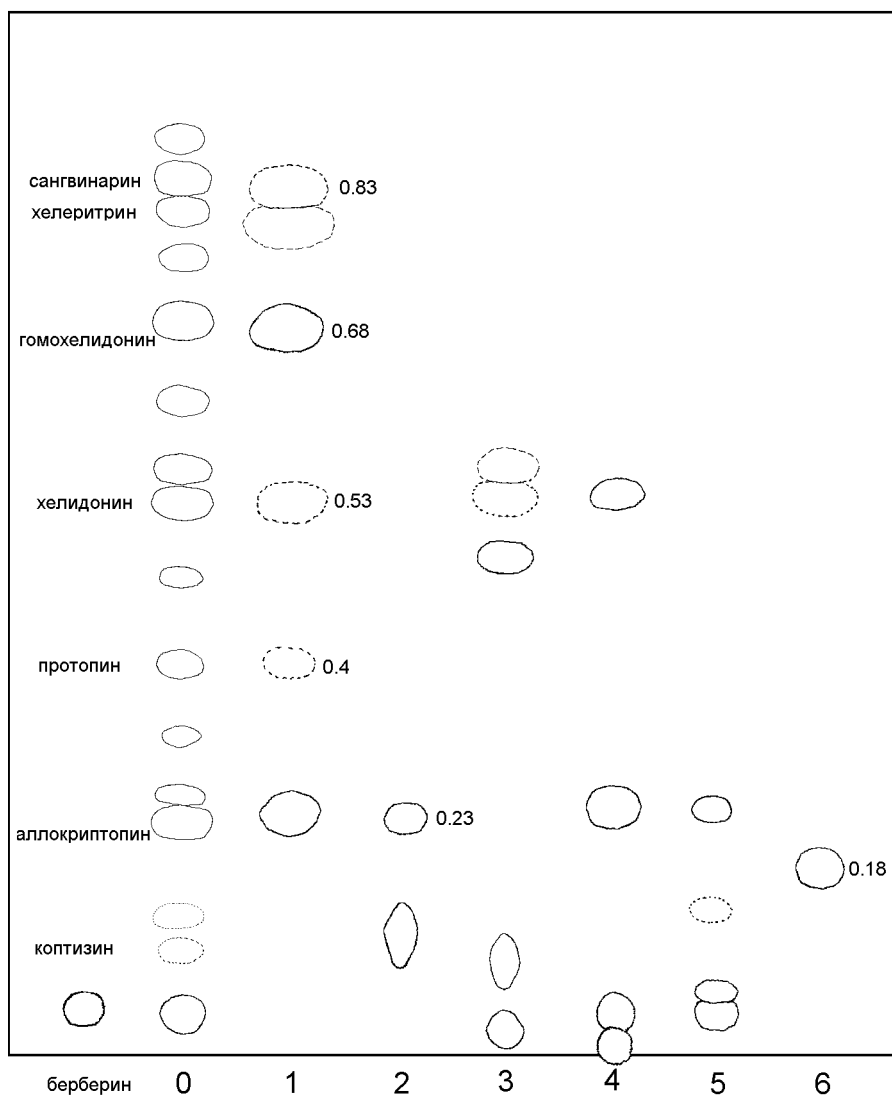 сангвинарин
0.83
хелеритрин
гомохелидонин
0.68
хелидонин
0.53
протопин
0.4
аллокриптопин
0.23
0.18
коптизин
берберин 0 1 2 3 4 5 6